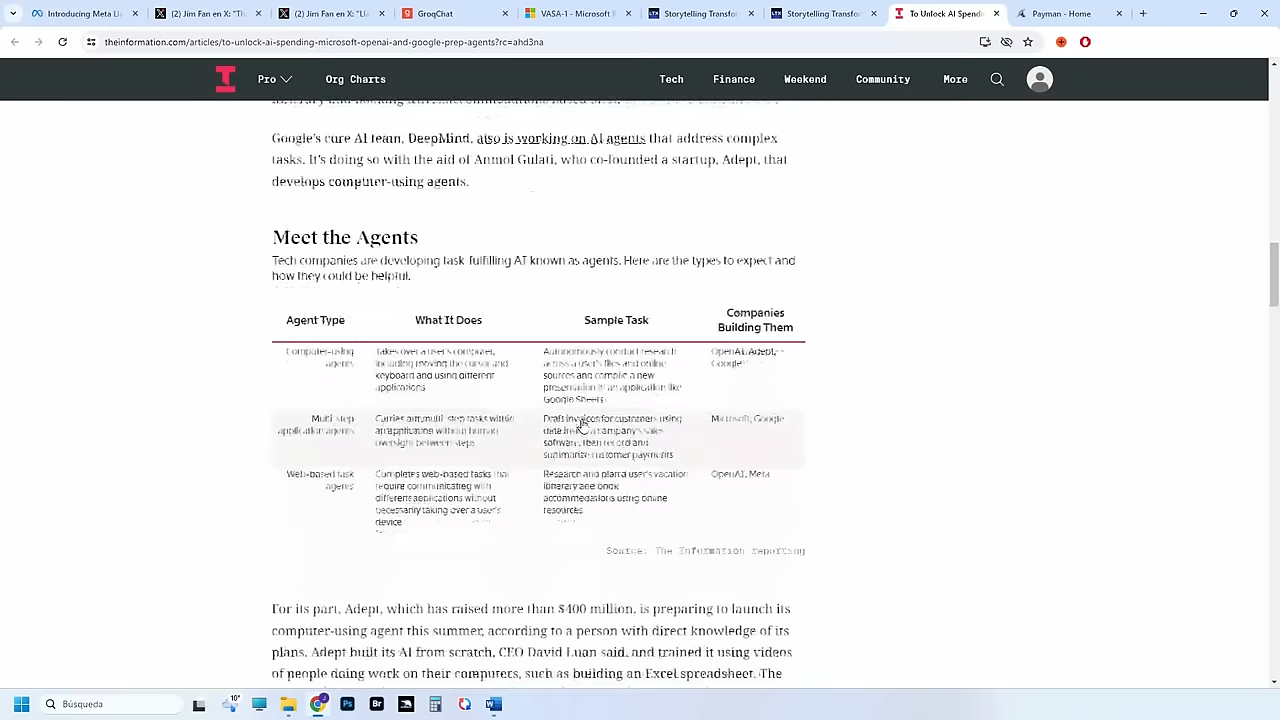 Introducing Meta Ll
(2) Jim Fan en X: "Th
(2) Jim Fan en X: "Ll
GroqChat
VASA-1 - Microsoft R
Storytelling Transfor
Storytelling Transfor
To Unlock AI Spendi
Payman - Home
theinformation.com/articles/to-unlock-ai-spending-microsoft-openai-and-google-prep-agents?rc=ahd3na
Pro
Org Charts
Tech
Finance
Weekend
Community
More
Google's core AI team, DeepMind, also is working on AI agents that address complex
tasks. It's doing so with the aid of Anmol Gulati, who co-founded a startup, Adept, that
develops computer-using agents.
Meet the Agents
Tech companies are developing task-fulfilling AI known as agents. Here are the types to expect and
how they could be helpful.
Agent Type
What It Does
Sample Task
Companies
Building Them
Computer-using
agents
Takes over a user's computer,
including moving the cursor and
keyboard and using different
applications
Autonomously conduct research
across a user's files and online
sources and compile a new
presentation in an application like
Google Sheets
OpenAI, Adept,
Google
Multi-step
application agents
Carries out multi-step tasks within
an application without human
oversight between steps
Draft invoices for customers using
data in a company's sales
software, then record and
summarize customer payments
Microsoft, Google
Web-based task
agents
Completes web-based tasks that
require communicating with
different applications without
necessarily taking over a user's
device
Research and plan a user's vacation
itinerary and book
accommodations using online
resources
OpenAI, Meta
Source: The Information reporting
For its part, Adept, which has raised more than $400 million, is preparing to launch its
computer-using agent this summer, according to a person with direct knowledge of its
plans. Adept built its AI from scratch, CEO David Luan said, and trained it using videos
of people doing work on their computers, such as building an Excel spreadsheet. The
Búsqueda
10°
Ps
Br